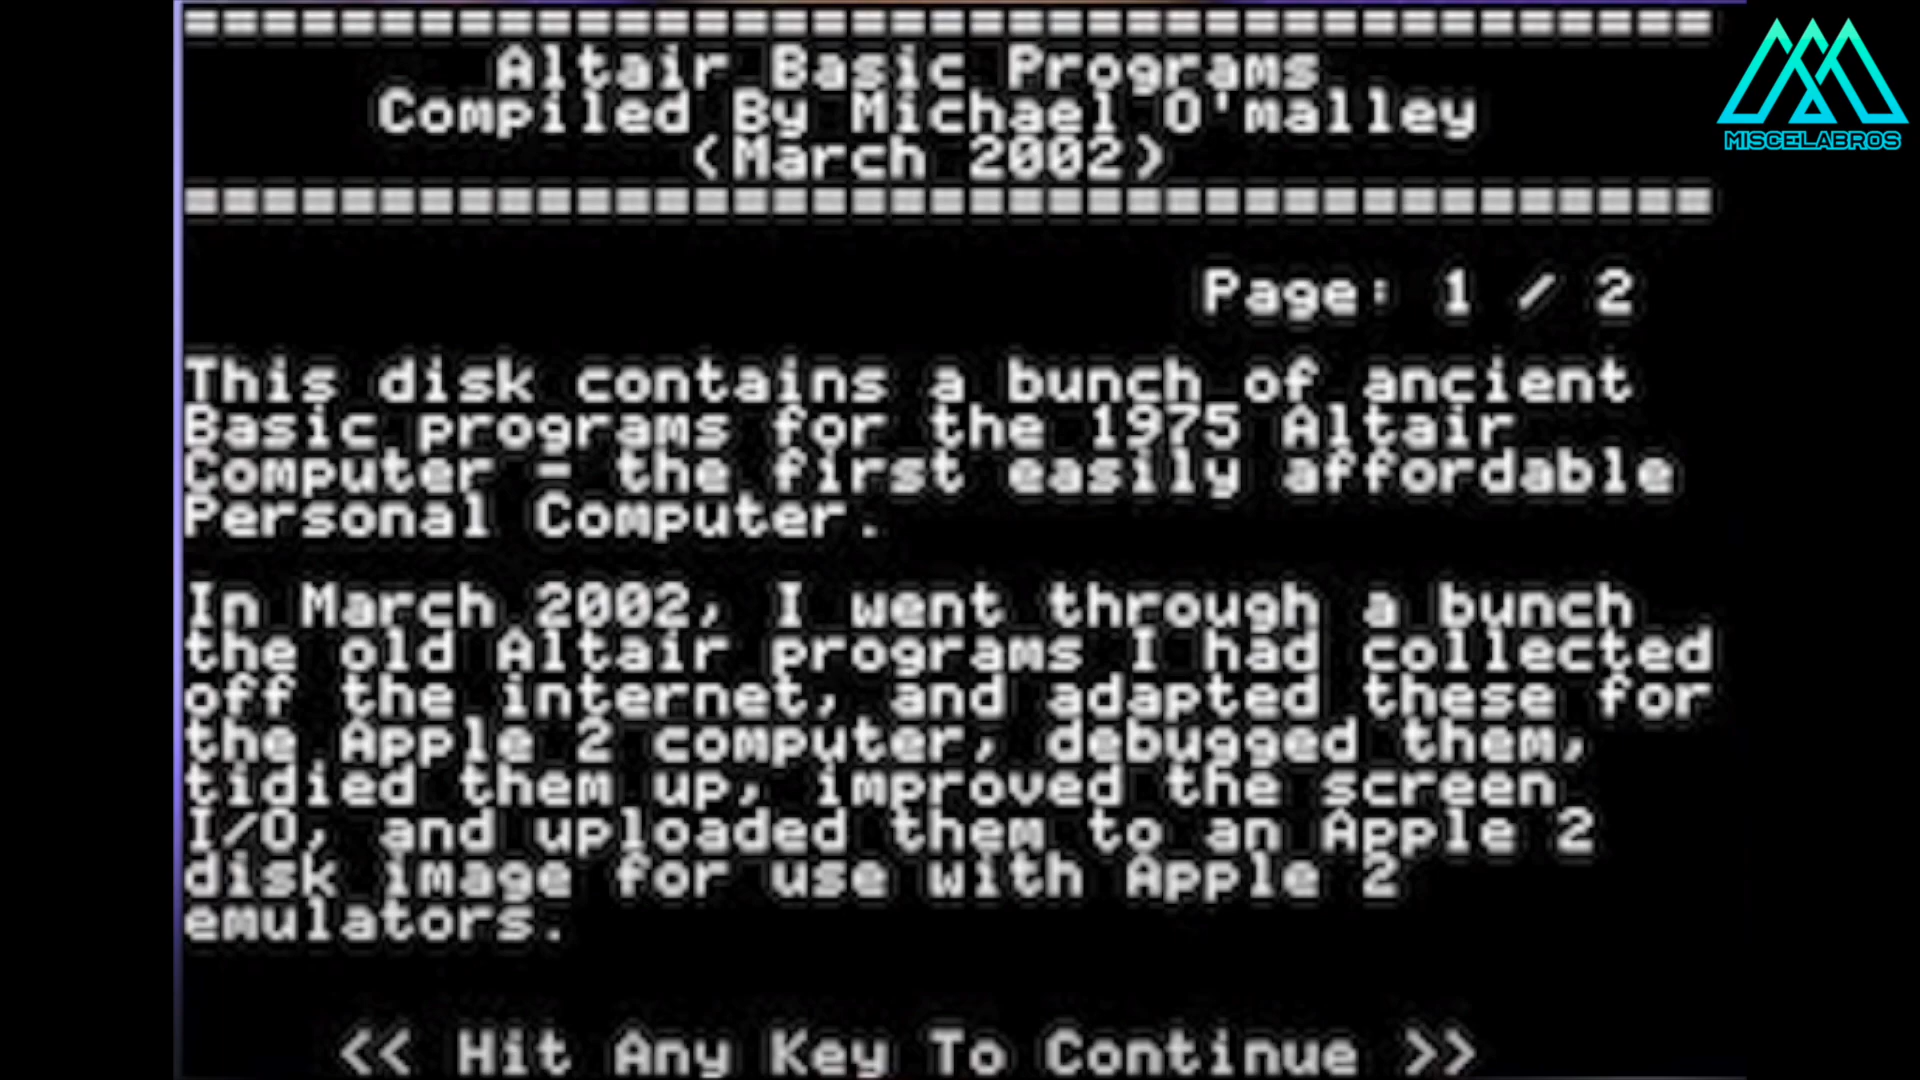 =======================================
Altair Basic Programs
Compiled By Michael O'malley
(March 2002)
=======================================
Page: 1 / 2
This disk contains a bunch of ancient
Basic programs for the 1975 Altair
Computer - the first easily affordable
Personal Computer.
In March 2002, I went through a bunch
the old Altair programs I had collected
off the internet, and adapted these for
the Apple 2 computer, debugged them,
tidied them up, improved the screen
I/O, and uploaded them to an Apple 2
disk image for use with Apple 2
emulators.
<< Hit Any Key To Continue >>
MISCELABROS